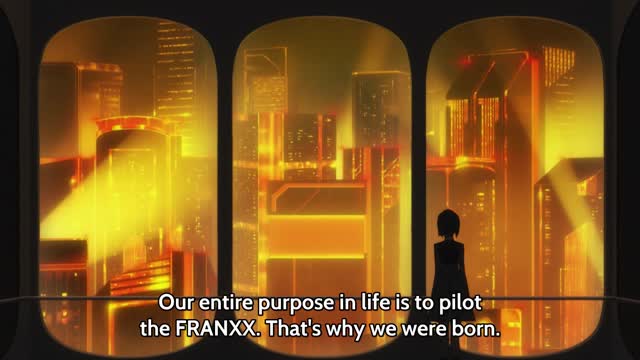 Our entire purpose in life is to pilot
the FRANXX. That's why we were born.